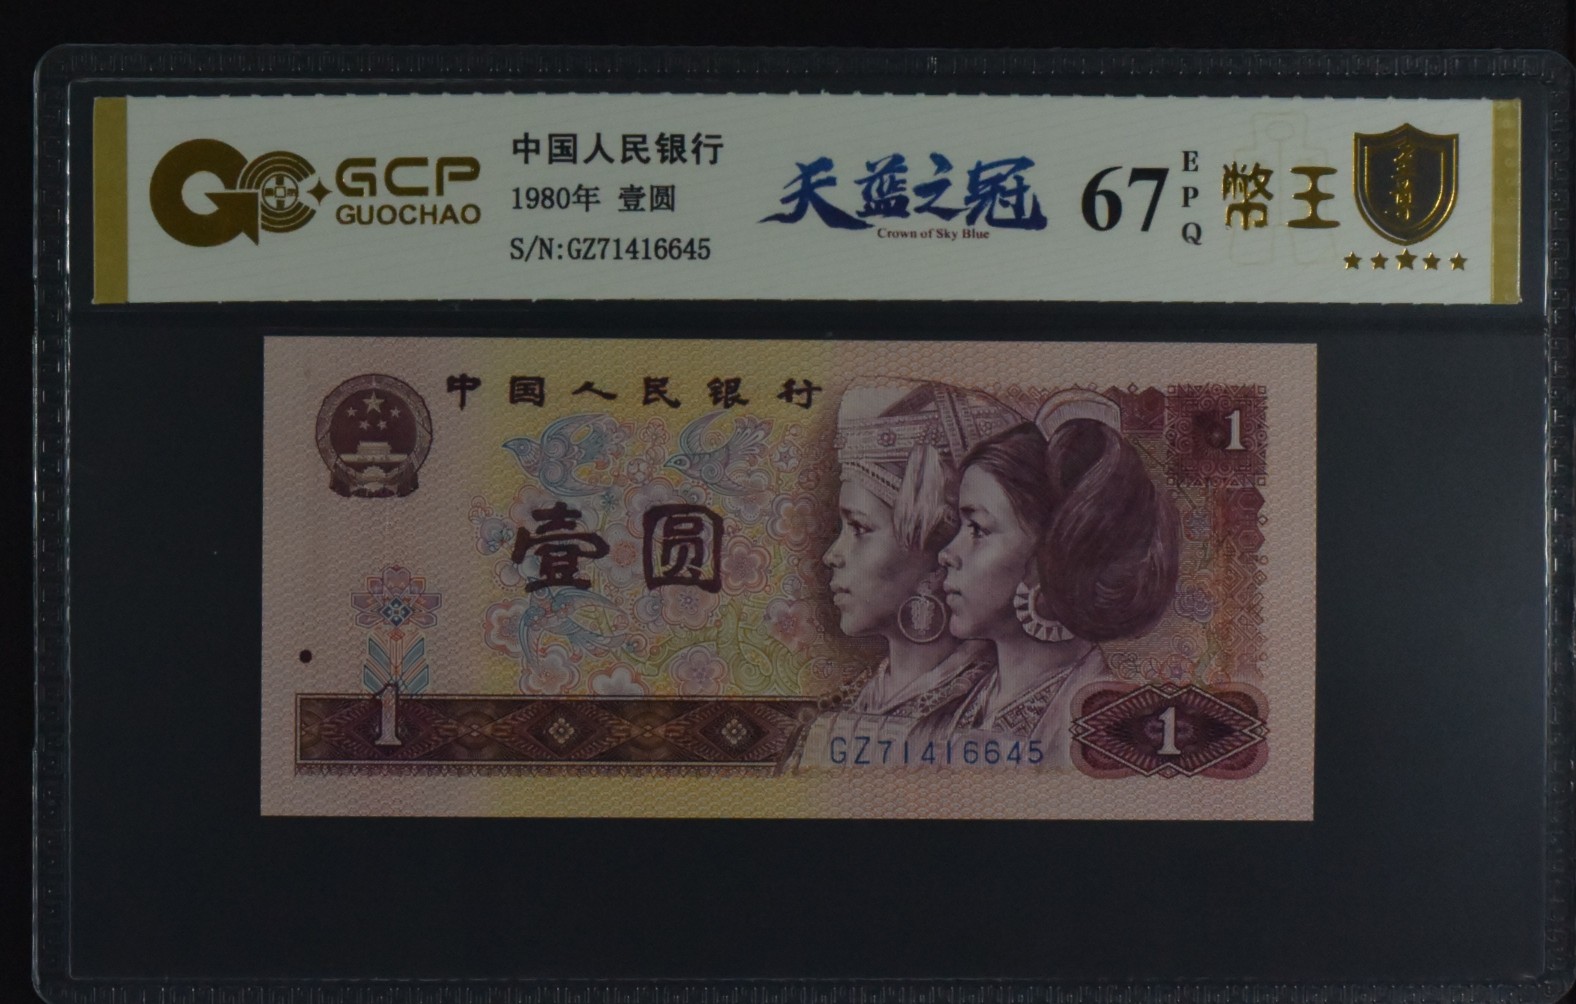 GCP
GUOCHAO
中国人民银行
1980年 壹圆
S/N:GZ71416645
天蓝之冠
Crown of Sky Blue
67
EPQ
幣王
中国人民银行
1
壹圆
1
GZ71416645
1